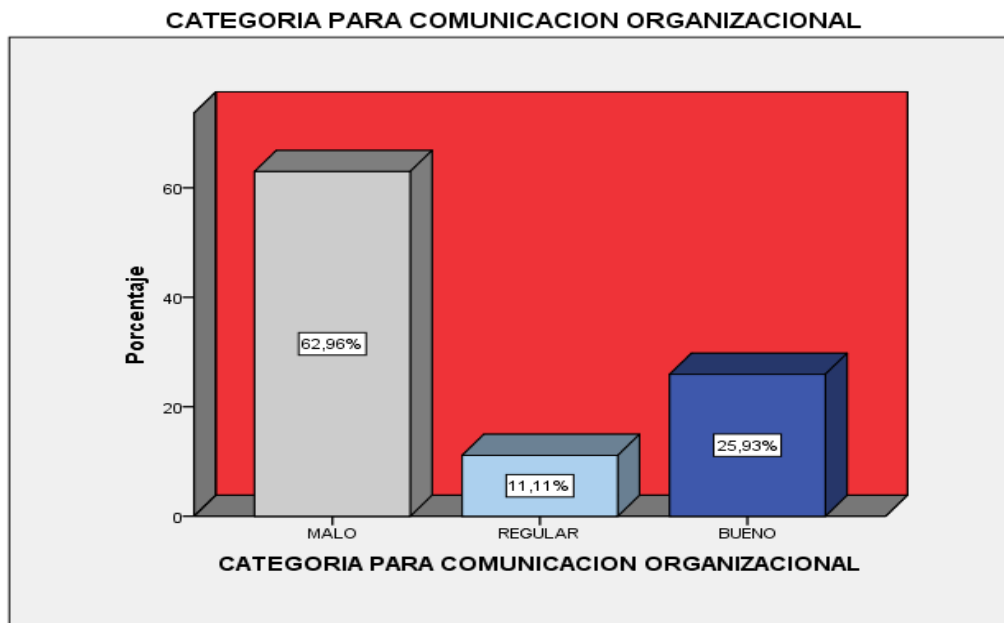 CATEGORIA PARA COMUNICACION ORGANIZACIONAL
Porcentaje
60
40
20
0
62,96%
11,11%
25,93%
MALO
REGULAR
BUENO
CATEGORIA PARA COMUNICACION ORGANIZACIONAL